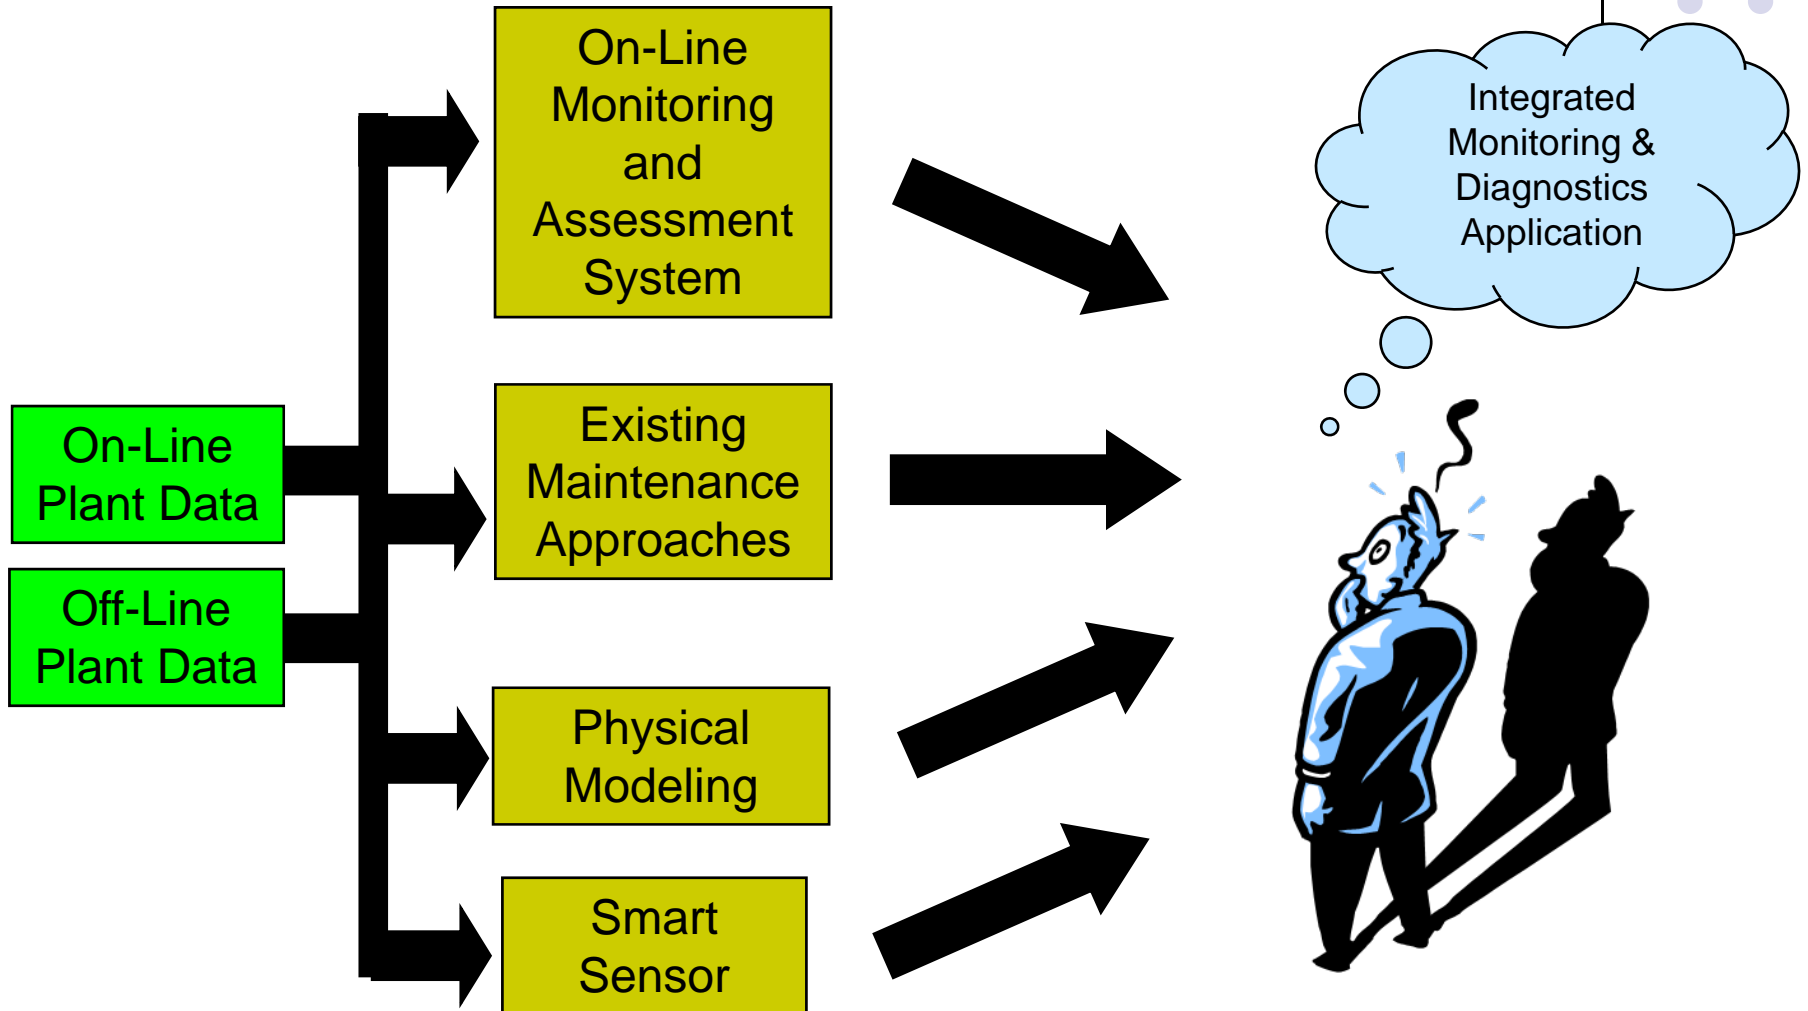 On-Line
Monitoring
and
Assessment
System
Integrated
Monitoring &
Diagnostics
Application
On-Line
Plant Data
Existing
Maintenance
Approaches
Off-Line
Plant Data
Physical
Modeling
Smart
Sensor